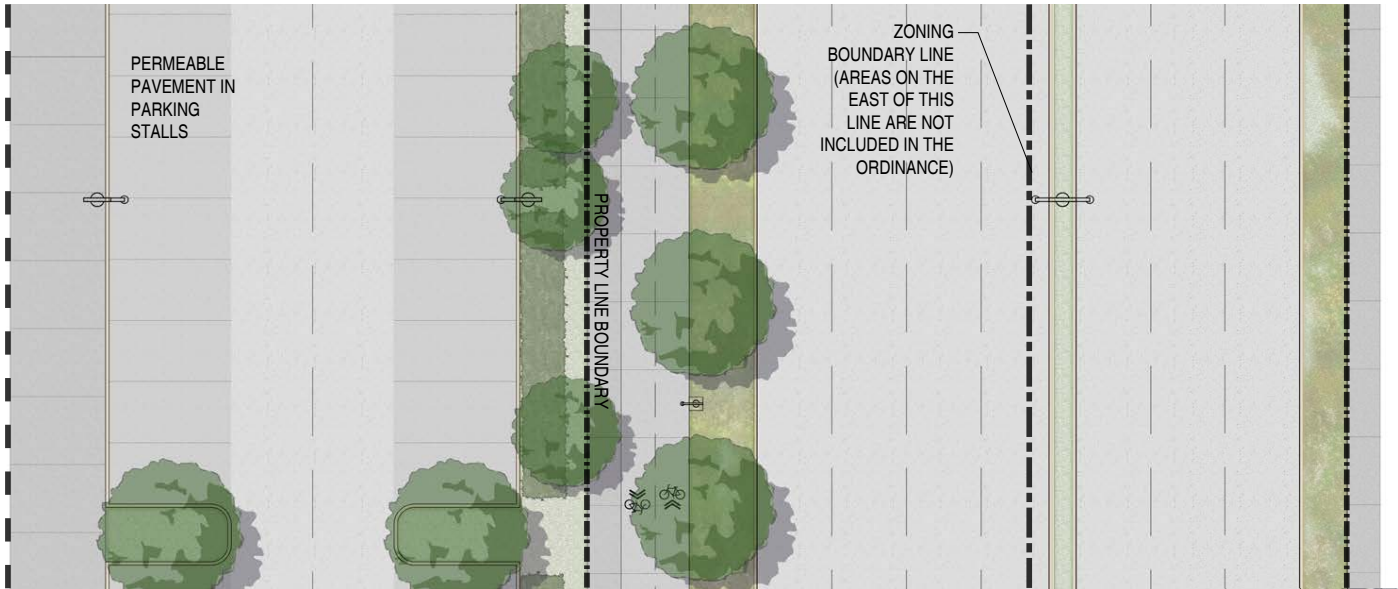 PERMEABLE
PAVEMENT IN
PARKING
STALLS
PROPERTY LINE BOUNDARY
ZONING
BOUNDARY LINE
(AREAS ON THE
EAST OF THIS
LINE ARE NOT
INCLUDED IN THE
ORDINANCE)